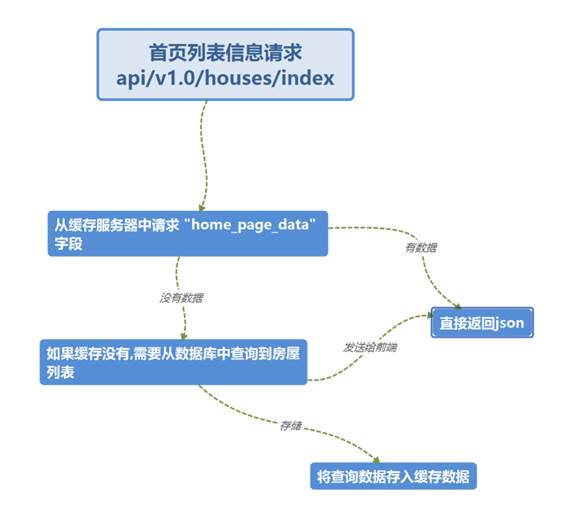 首页列表信息请求
api/v1.0/houses/index
从缓存服务器中请求 "home_page_data"
字段
有数据
没有数据
直接返回json
如果缓存没有,需要从数据库中查询到房屋
列表
发送给前端
存储
将查询数据存入缓存数据